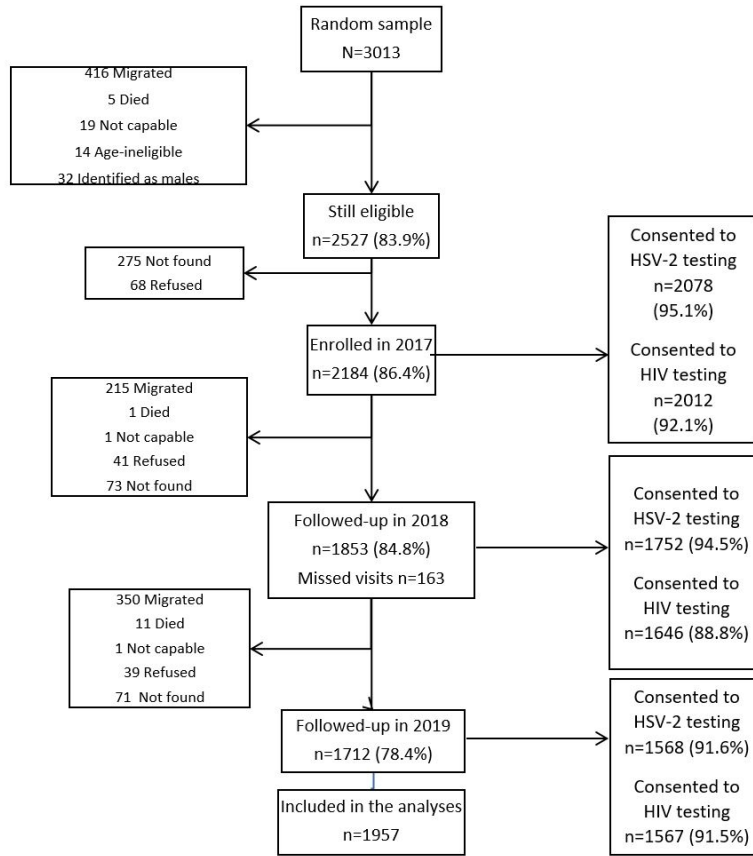 Random sample
N=3013
416 Migrated
5 Died
19 Not capable
14 Age-ineligible
32 Identified as males
Still eligible
n=2527 (83.9%)
275 Not found
68 Refused
Enrolled in 2017
n=2184 (86.4%)
Consented to
HSV-2 testing
n=2078
(95.1%)
Consented to
HIV testing
n=2012
(92.1%)
215 Migrated
1 Died
1 Not capable
41 Refused
73 Not found
Followed-up in 2018
n=1853 (84.8%)
Missed visits n=163
Consented to
HSV-2 testing
n=1752 (94.5%)
Consented to
HIV testing
n=1646 (88.8%)
350 Migrated
11 Died
1 Not capable
39 Refused
71 Not found
Followed-up in 2019
n=1712 (78.4%)
Consented to
HSV-2 testing
n=1568 (91.6%)
Consented to
HIV testing
n=1567 (91.5%)
Included in the analyses
n=1957